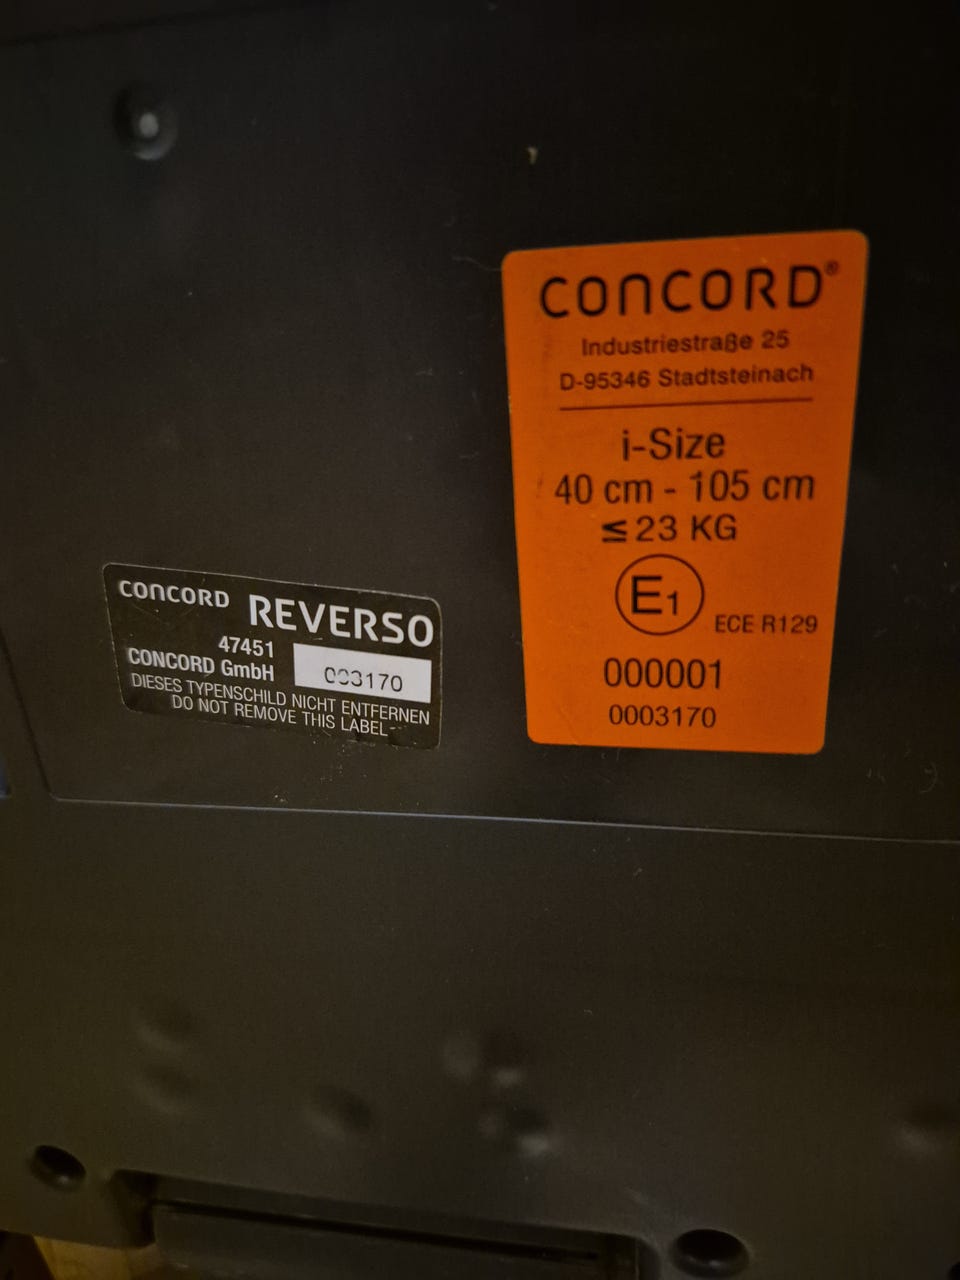 CONCORD®
Industriestraße 25
D-95346 Stadtsteinach
i-Size
40 cm - 105 cm
≤ 23 KG
E1
ECE R129
000001
0003170
CONCORD REVERSO
47451
CONCORD GmbH
003170
DIESES TYPENSCHILD NICHT ENTFERNEN
DO NOT REMOVE THIS LABEL